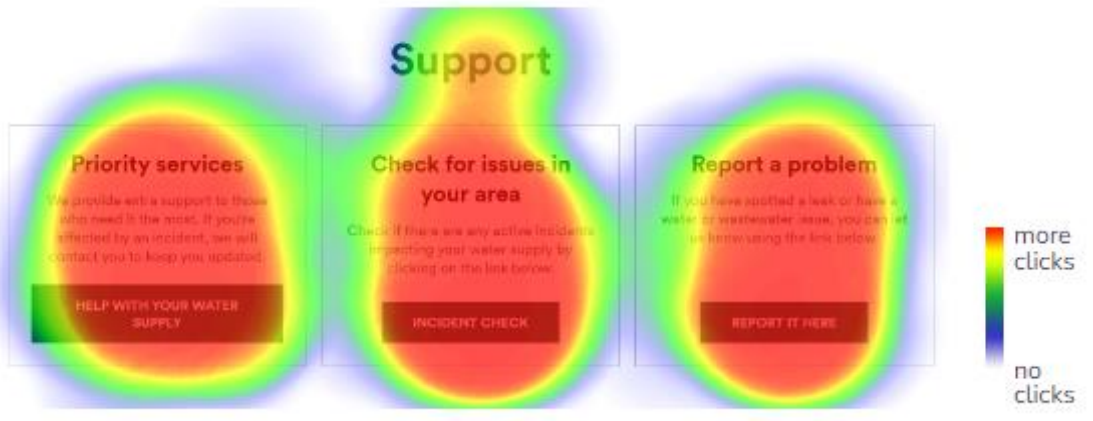 Support
Priority services
We provide extra support to those
who need it the most. If you're
affected by an incident, we will
contact you to keep you updated.
HELP WITH YOUR WATER
SUPPLY
Check for issues in
your area
Check if there are any active incidents
impacting your water supply by
clicking on the link below.
INCIDENT CHECK
Report a problem
If you have spotted a leak or have a
water or wastewater issue, you can let
us know using the link below.
REPORT IT HERE
more
clicks
no
clicks